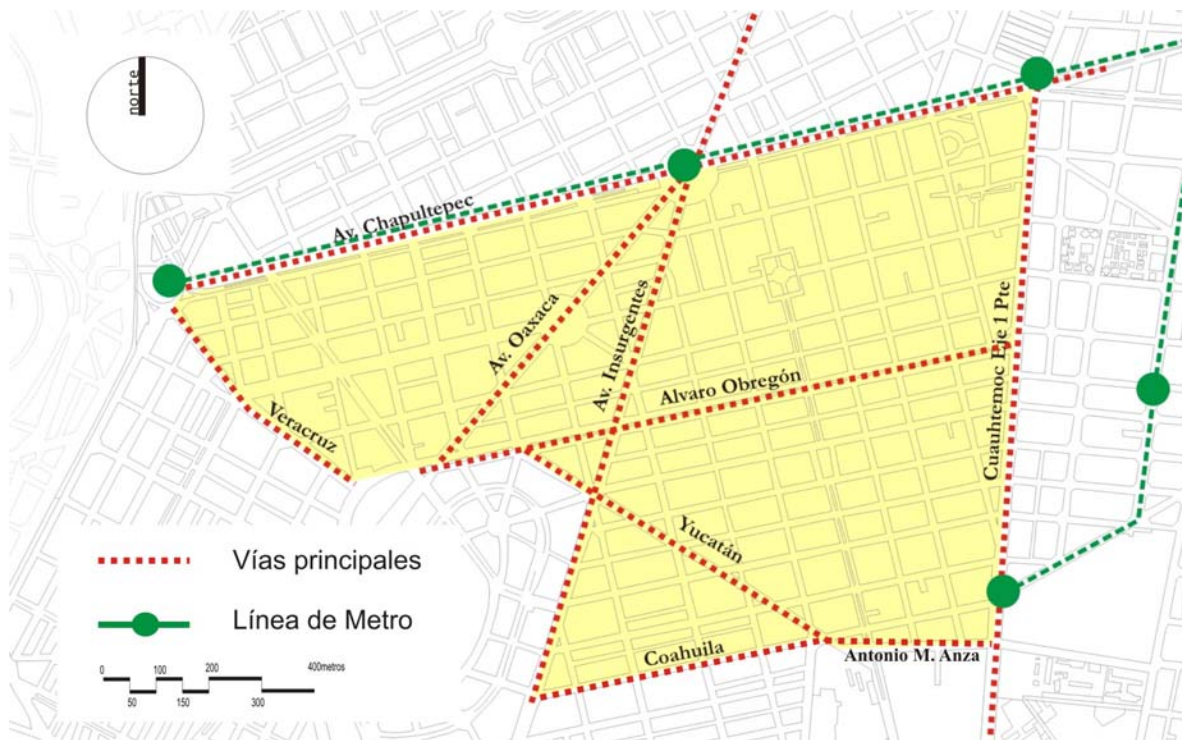 norte
Av. Chapultepec
Av. Oaxaca
Av. Insurgentes
Alvaro Obregón
Cuauhtemoc Eje 1 Pte
Veracruz
Yucatán
Coahuila
Antonio M. Anza
Vías principales
Línea de Metro
0 100 200 400metros
50 150 300